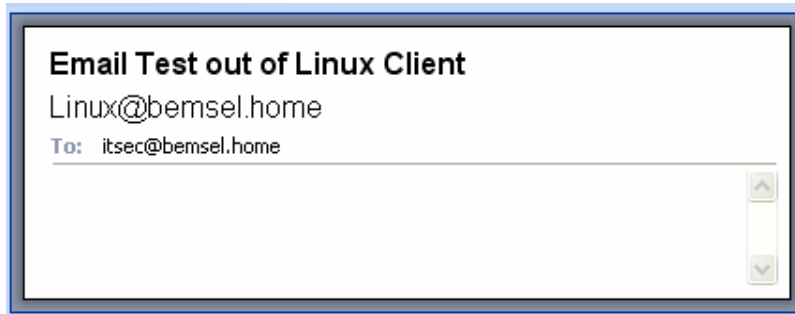 Email Test out of Linux Client
Linux@bemsel.home
To: itsec@bemsel.home